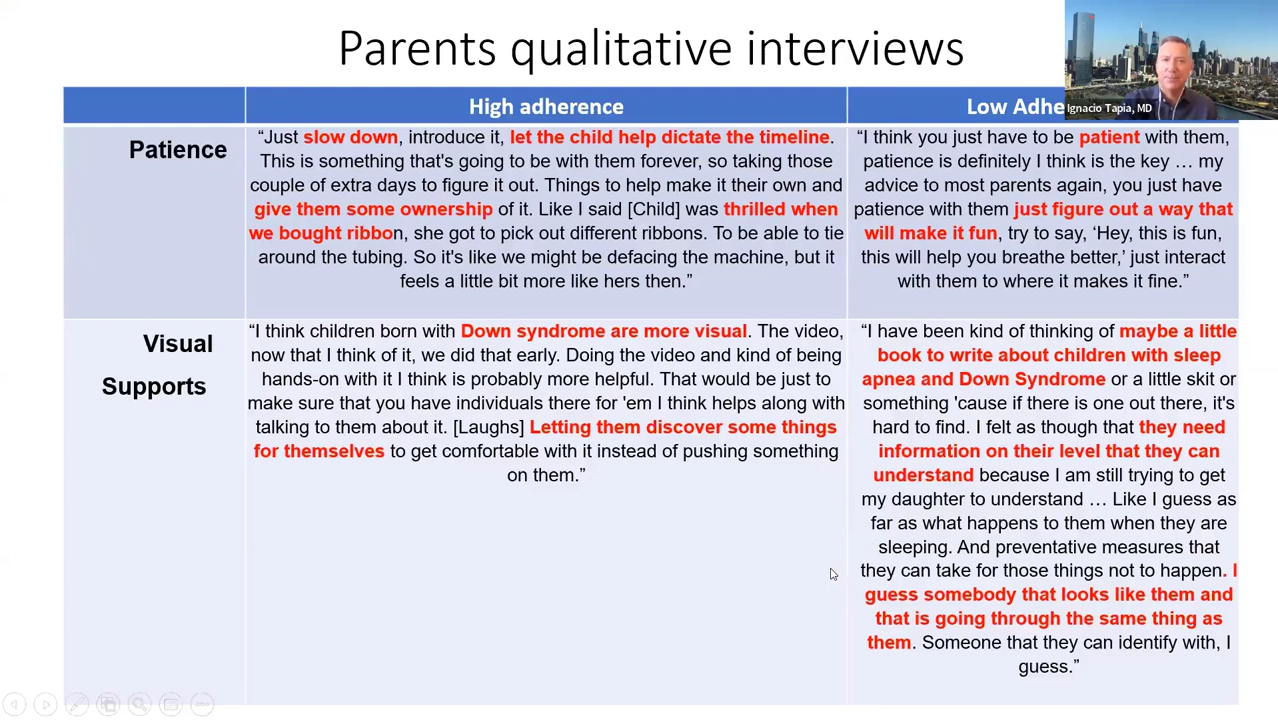 Parents qualitative interviews
Ignacio Tapia, MD
High adherence
Low Adhe
Patience
“Just slow down, introduce it, let the child help dictate the timeline.
This is something that's going to be with them forever, so taking those
couple of extra days to figure it out. Things to help make it their own and
give them some ownership of it. Like I said [Child] was thrilled when
we bought ribbon, she got to pick out different ribbons. To be able to tie
around the tubing. So it's like we might be defacing the machine, but it
feels a little bit more like hers then.”
“I think you just have to be patient with them,
patience is definitely I think is the key … my
advice to most parents again, you just have
patience with them just figure out a way that
will make it fun, try to say, ‘Hey, this is fun,
this will help you breathe better,’ just interact
with them to where it makes it fine.”
Visual
Supports
“I think children born with Down syndrome are more visual. The video,
now that I think of it, we did that early. Doing the video and kind of being
hands-on with it I think is probably more helpful. That would be just to
make sure that you have individuals there for 'em I think helps along with
talking to them about it. [Laughs] Letting them discover some things
for themselves to get comfortable with it instead of pushing something
on them.”
“I have been kind of thinking of maybe a little
book to write about children with sleep
apnea and Down Syndrome or a little skit or
something 'cause if there is one out there, it's
hard to find. I felt as though that they need
information on their level that they can
understand because I am still trying to get
my daughter to understand … Like I guess as
far as what happens to them when they are
sleeping. And preventative measures that
they can take for those things not to happen. I
guess somebody that looks like them and
that is going through the same thing as
them. Someone that they can identify with, I
guess.”